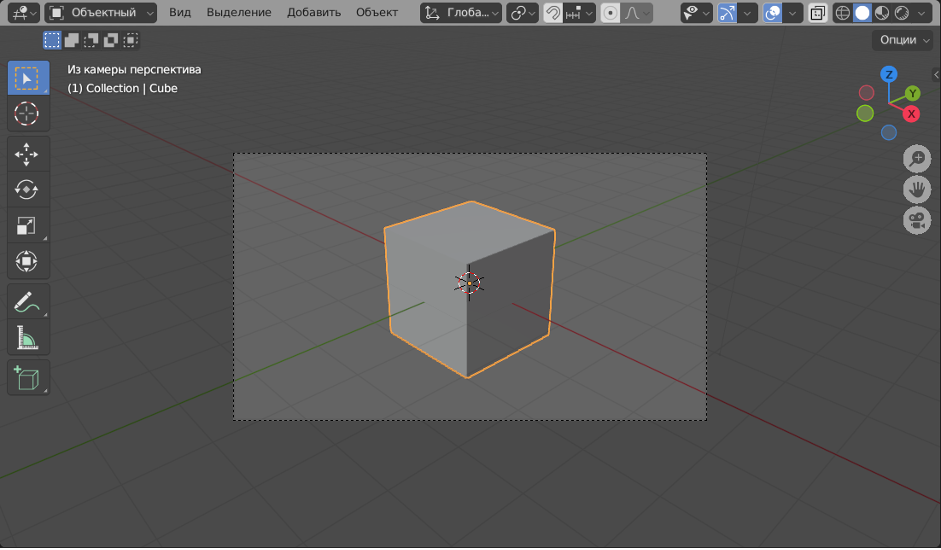 Объектный
Вид
Выделение
Добавить
Объект
Глоба...
Опции
Из камеры перспектива
(1) Collection | Cube
Z
Y
X